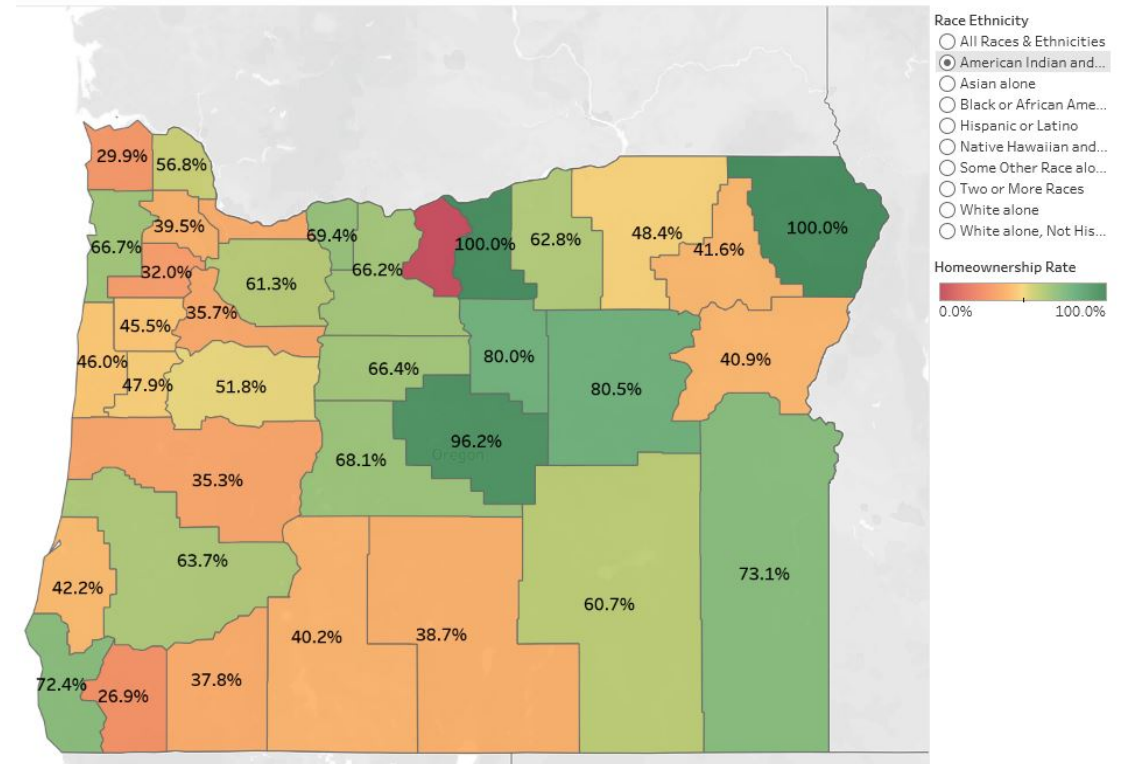 Race Ethnicity
All Races & Ethnicities
American Indian and...
Asian alone
Black or African Ame...
Hispanic or Latino
Native Hawaiian and...
Some Other Race alo...
Two or More Races
White alone
White alone, Not His...
Homeownership Rate
0.0% 100.0%
29.9% 56.8%
39.5%
66.7%
69.4%
100.0%
62.8%
48.4%
41.6%
100.0%
32.0%
61.3%
66.2%
35.7%
45.5%
46.0%
47.9%
51.8%
66.4%
80.0%
80.5%
40.9%
96.2%
Oregon
68.1%
35.3%
63.7%
42.2%
73.1%
60.7%
40.2%
38.7%
72.4%
26.9%
37.8%